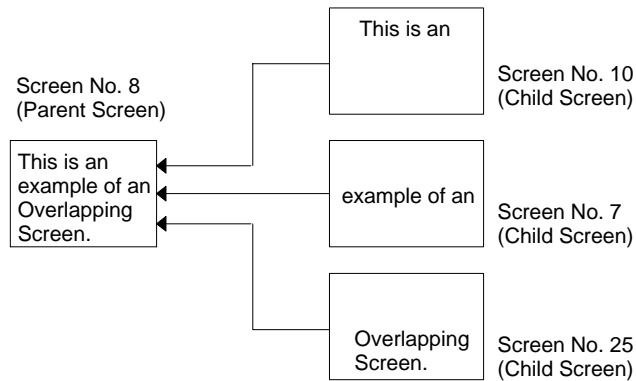 This is an
Screen No. 10
(Child Screen)
Screen No. 8
(Parent Screen)
This is an
example of an
Overlapping
Screen.
example of an
Screen No. 7
(Child Screen)
Overlapping
Screen.
Screen No. 25
(Child Screen)